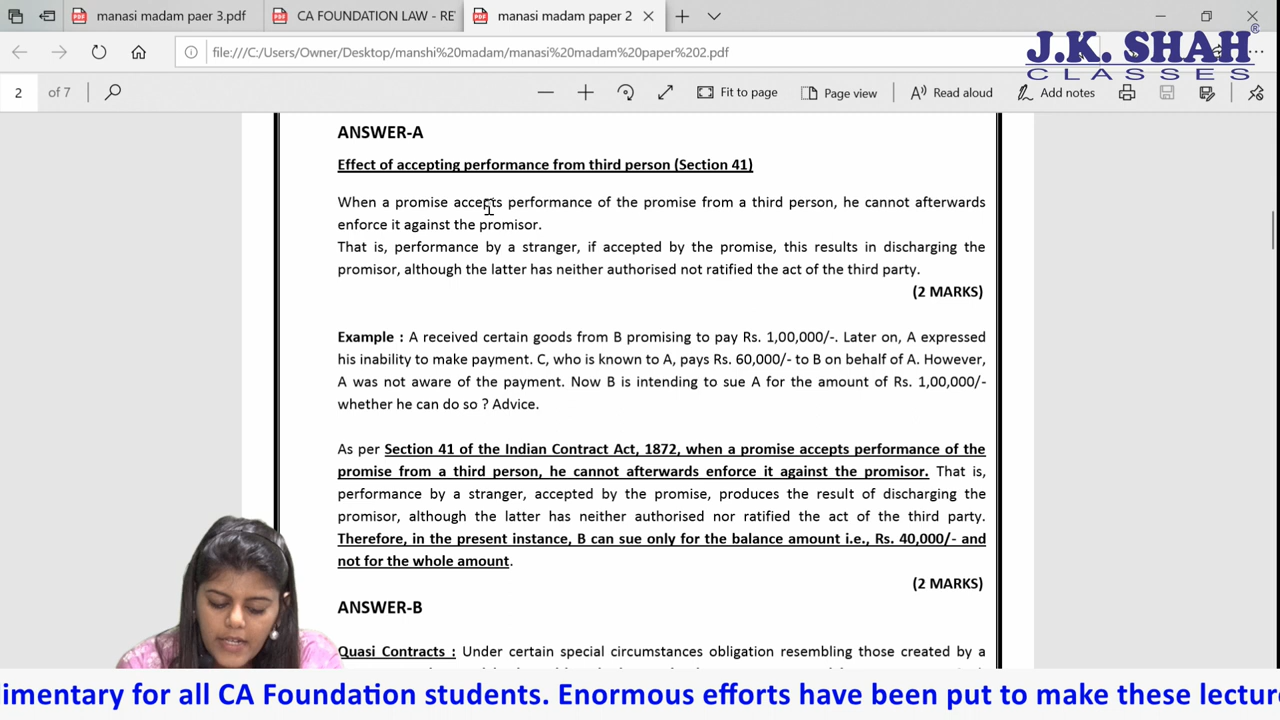 manasi madam paer 3.pdf
CA FOUNDATION LAW - RE
manasi madam paper 2
file:///C:/Users/Owner/Desktop/manshi%20madam/manasi%20madam%20paper%202.pdf
J.K. SHAH®
CLASSES
2 of 7
Fit to page
Page view
Read aloud
Add notes
ANSWER-A
Effect of accepting performance from third person (Section 41)
When a promise accepts performance of the promise from a third person, he cannot afterwards
enforce it against the promisor.
That is, performance by a stranger, if accepted by the promise, this results in discharging the
promisor, although the latter has neither authorised not ratified the act of the third party.
(2 MARKS)
Example : A received certain goods from B promising to pay Rs. 1,00,000/-. Later on, A expressed
his inability to make payment. C, who is known to A, pays Rs. 60,000/- to B on behalf of A. However,
A was not aware of the payment. Now B is intending to sue A for the amount of Rs. 1,00,000/-
whether he can do so ? Advice.
As per Section 41 of the Indian Contract Act, 1872, when a promise accepts performance of the
promise from a third person, he cannot afterwards enforce it against the promisor. That is,
performance by a stranger, accepted by the promise, produces the result of discharging the
promisor, although the latter has neither authorised nor ratified the act of the third party.
Therefore, in the present instance, B can sue only for the balance amount i.e., Rs. 40,000/- and
not for the whole amount.
(2 MARKS)
ANSWER-B
Quasi Contracts : Under certain special circumstances obligation resembling those created by a
limentary for all CA Foundation students. Enormous efforts have been put to make these lectur